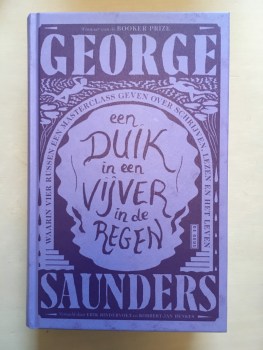 Winnaar van de BOOKER PRIZE
GEORGE
WAARIN VIER RUSSEN EEN MASTERCLASS GEVEN OVER SCHRIJVEN, LEZEN EN HET LEVEN
een
DUIK
in een
VIJVER
in de
REGEN
SAUNDERS